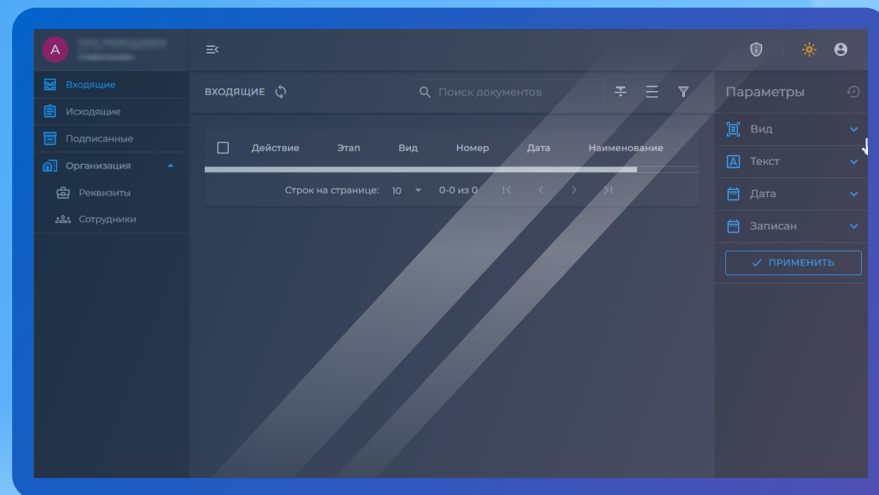 А
Входящие
Исходящие
Подписанные
Организация
Реквизиты
Сотрудники
ВХОДЯЩИЕ
Поиск документов
Действие Этап Вид Номер Дата Наименование
Строк на странице: 10 0-0 из 0
Параметры
Вид
Текст
Дата
Записан
ПРИМЕНИТЬ